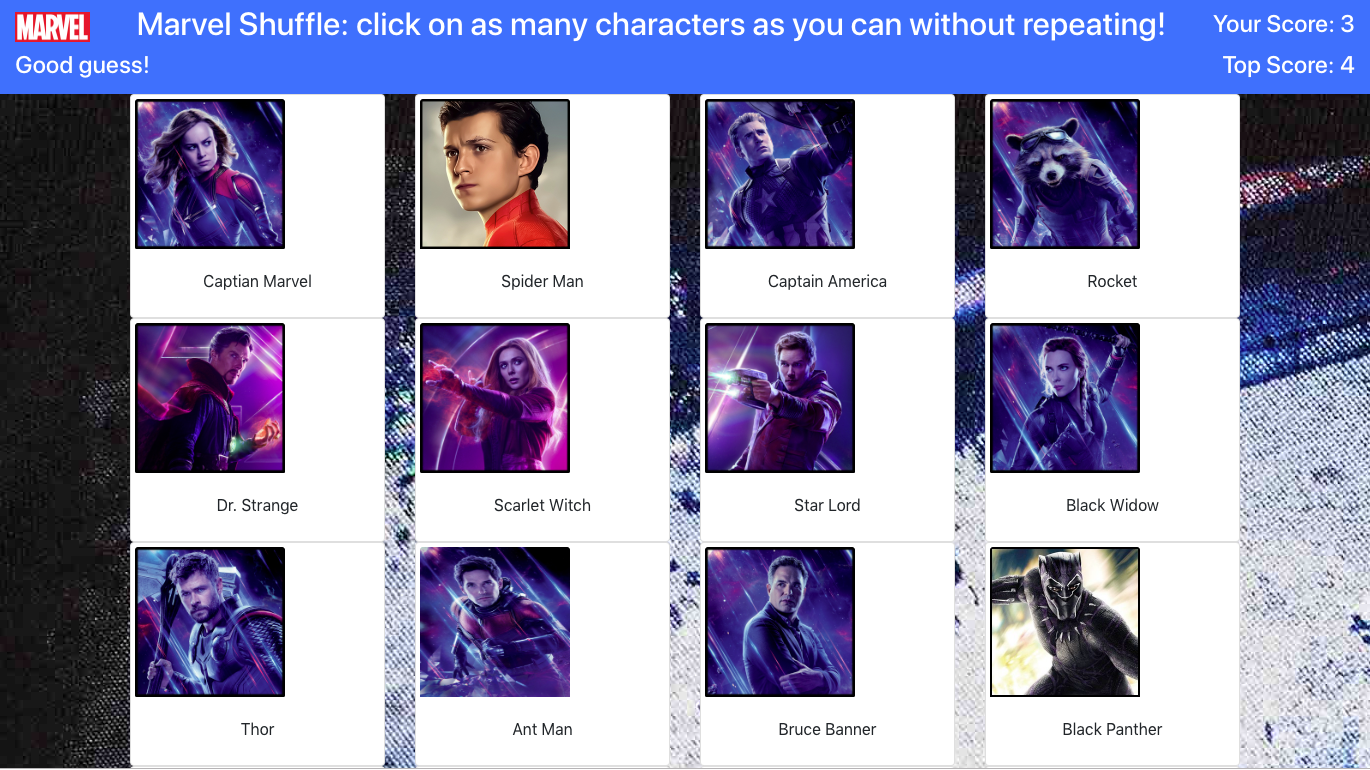 MARVEL
Marvel Shuffle: click on as many characters as you can without repeating!
Your Score: 3
Good guess!
Top Score: 4
Captian Marvel
Spider Man
Captain America
Rocket
Dr. Strange
Scarlet Witch
Star Lord
Black Widow
Thor
Ant Man
Bruce Banner
Black Panther